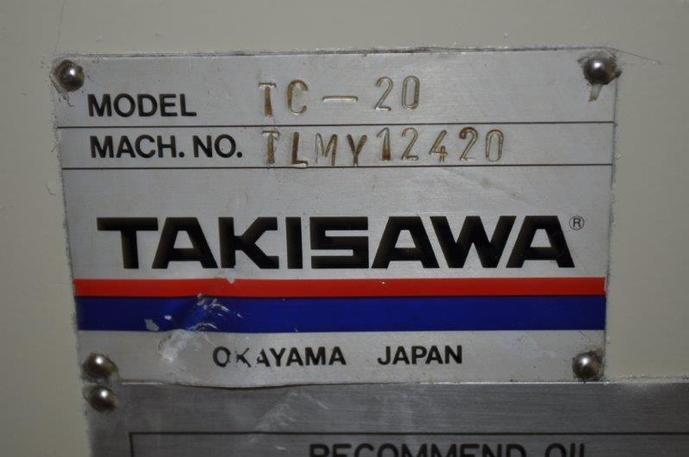 MODEL TC-20
MACH. NO. TLMY12420
TAKISAWA®
OKAYAMA JAPAN
RECOMMEND OIL